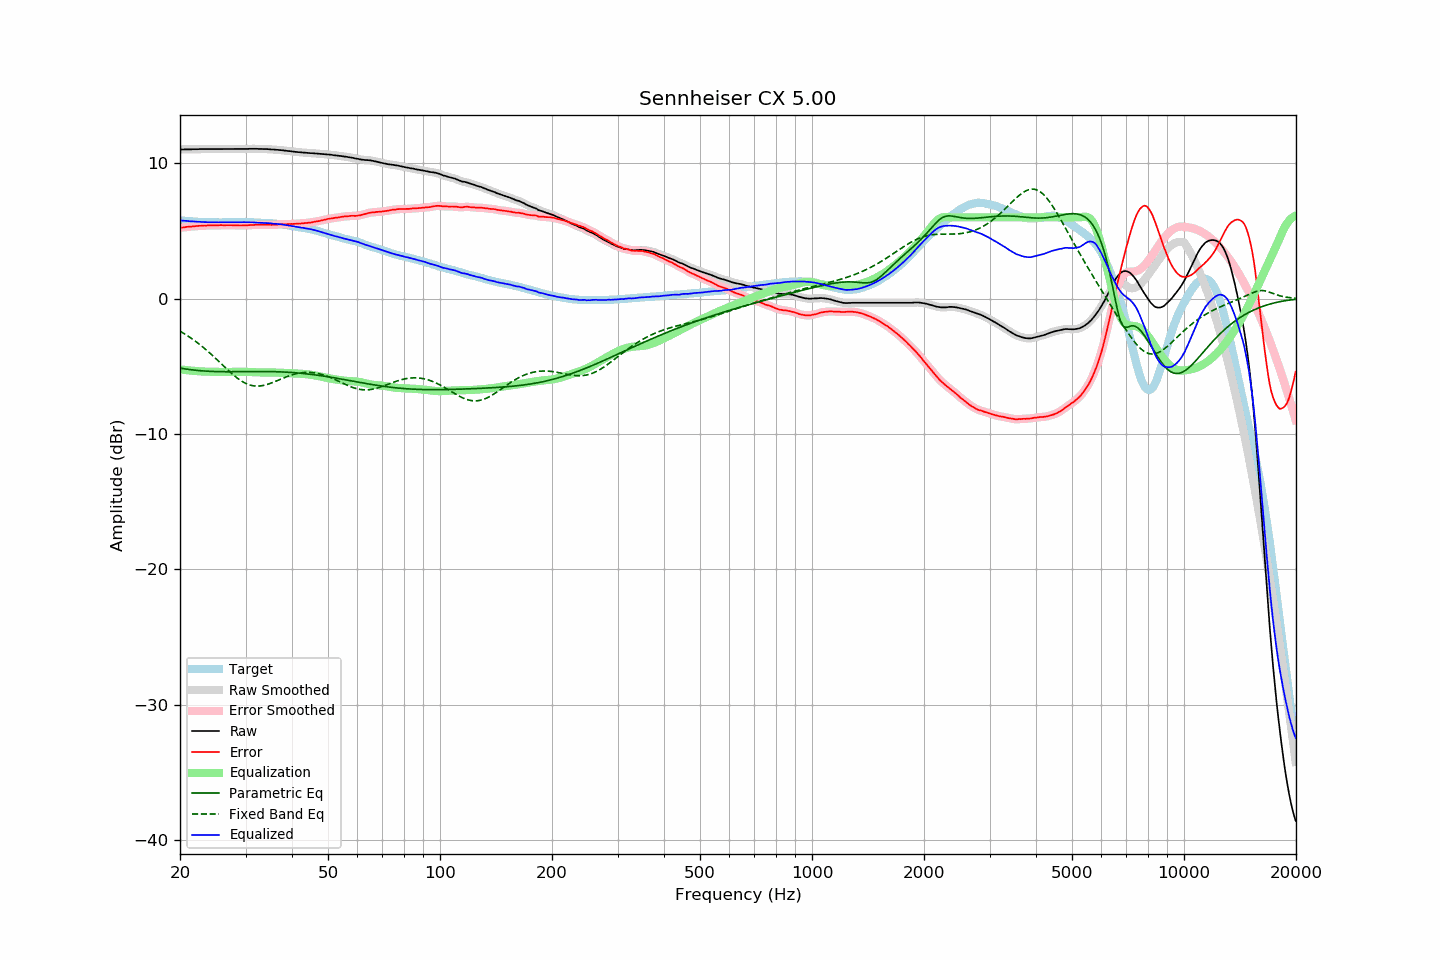 Sennheiser CX 5.00
Amplitude (dBr)
10
0
−10
−20
−30
−40
Target
Raw Smoothed
Error Smoothed
Raw
Error
Equalization
Parametric Eq
Fixed Band Eq
Equalized
20 50 100 200 500 1000 2000 5000 10000 20000
Frequency (Hz)